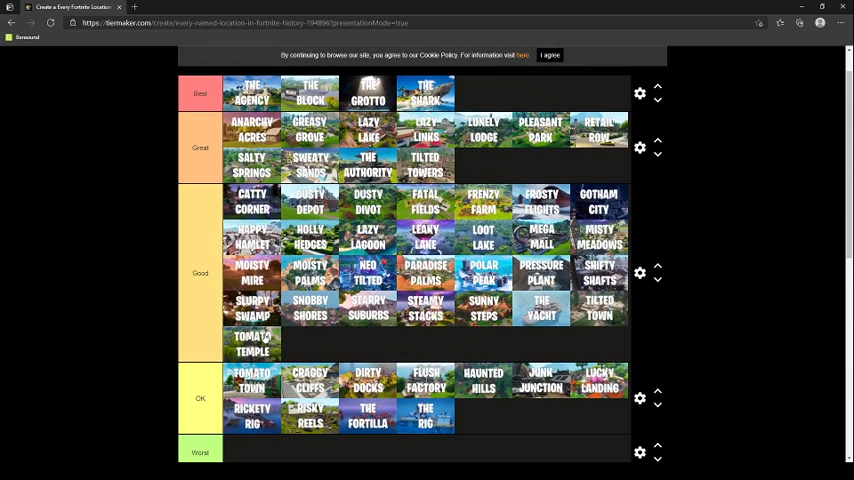 Create a Every Fortnite Location
https://tiermaker.com/create/every-named-location-in-fortnite-history-194896?presentationMode=true
Barasound
By continuing to browse our site, you agree to our Cookie Policy. For information visit here. I agree
Best
THE AGENCY
THE BLOCK
THE GROTTO
THE SHARK
Great
ANARCHY ACRES
GREASY GROVE
LAZY LAKE
LAZY LINKS
LONELY LODGE
PLEASANT PARK
RETAIL ROW
SALTY SPRINGS
SWEATY SANDS
THE AUTHORITY
TILTED TOWERS
Good
CATTY CORNER
DUSTY DEPOT
DUSTY DIVOT
FATAL FIELDS
FRENZY FARM
FROSTY FLIGHTS
GOTHAM CITY
HAPPY HAMLET
HOLLY HEDGES
LAZY LAGOON
LEAKY LAKE
LOOT LAKE
MEGA MALL
MISTY MEADOWS
MOISTY MIRE
MOISTY PALMS
NEO TILTED
PARADISE PALMS
POLAR PEAK
PRESSURE PLANT
SHIFTY SHAFTS
SLURPY SWAMP
SNOBBY SHORES
STARRY SUBURBS
STEAMY STACKS
SUNNY STEPS
THE YACHT
TILTED TOWN
TOMATO TEMPLE
OK
TOMATO TOWN
CRAGGY CLIFFS
DIRTY DOCKS
FLUSH FACTORY
HAUNTED HILLS
JUNK JUNCTION
LUCKY LANDING
RICKETY RIG
RISKY REELS
THE FORTILLA
THE RIG
Worst